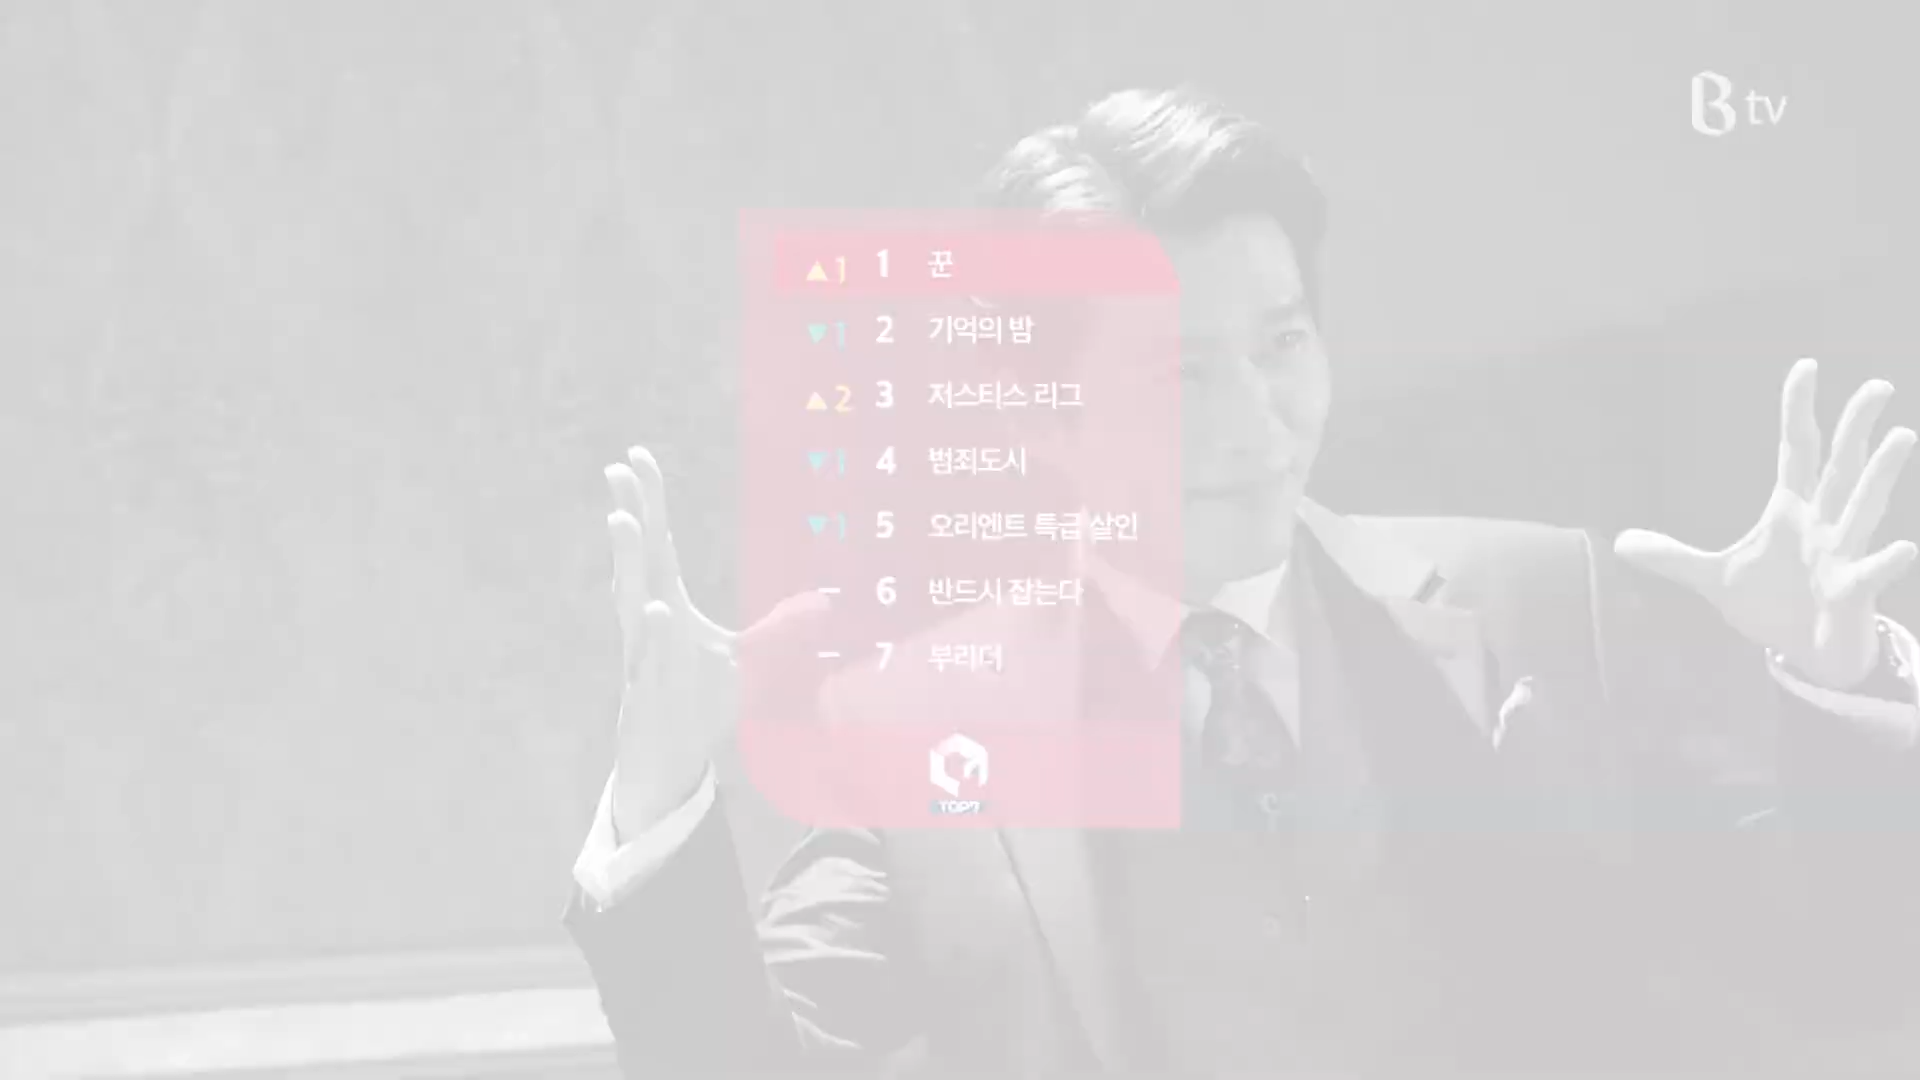 B tv
▲1 1 꾼
▼1 2 기억의 밤
▲2 3 저스티스 리그
▼1 4 범죄도시
▼1 5 오리엔트 특급 살인
– 6 반드시 잡는다
– 7 부라더
TOP7